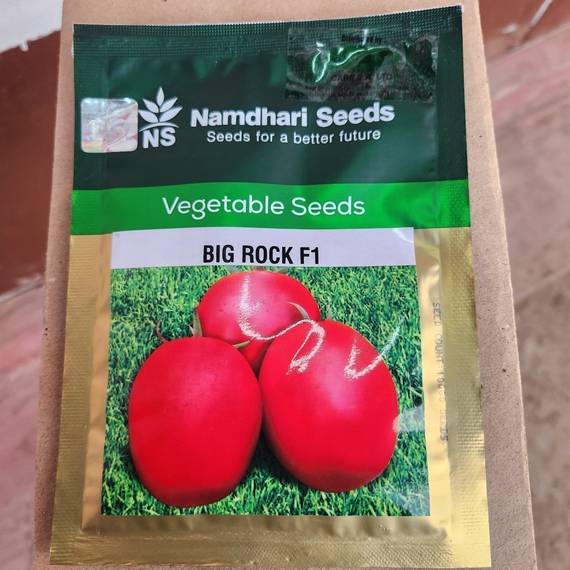 NS
Namdhari Seeds
Seeds for a better future
Vegetable Seeds
BIG ROCK F1